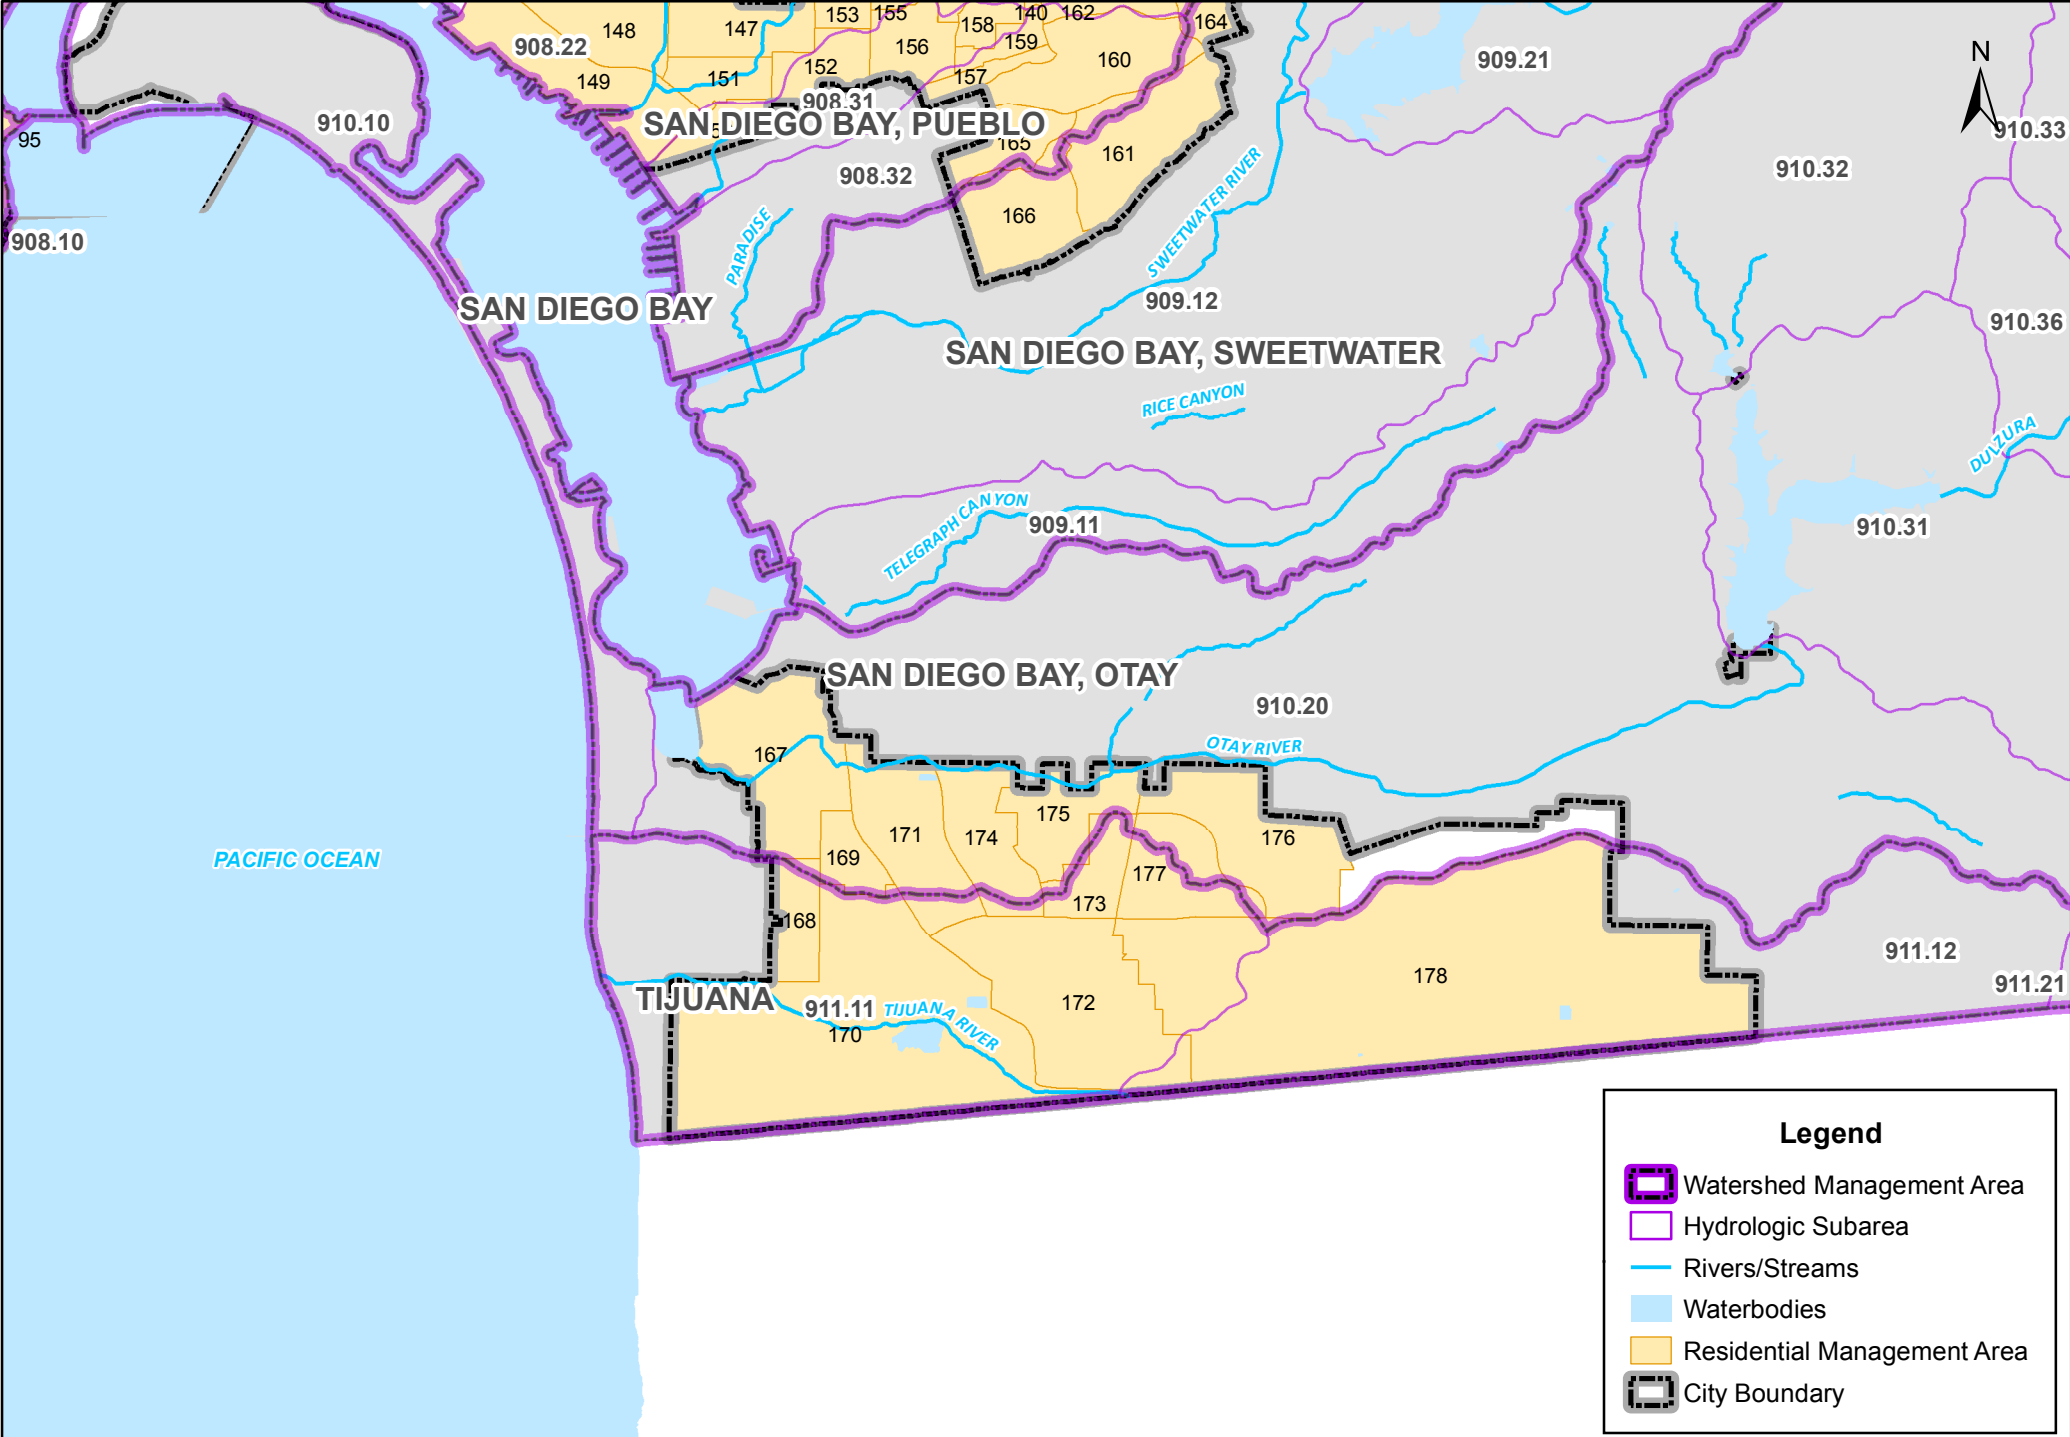 153
155
140
162
164
148
147
158
908.22
156
159
160
909.21
N
149
151
152
157
908.31
95
910.10
SAN DIEGO BAY, PUEBLO
910.33
165
161
908.32
910.32
166
SWEETWATER RIVER
PARADISE
908.10
SAN DIEGO BAY
909.12
910.36
SAN DIEGO BAY, SWEETWATER
RICE CANYON
DULZURA
TELEGRAPH CANYON
909.11
910.31
SAN DIEGO BAY, OTAY
910.20
OTAY RIVER
167
175
171
174
176
PACIFIC OCEAN
169
177
173
168
911.12
178
911.21
TIJUANA
911.11
TIJUANA RIVER
172
170
Legend
Watershed Management Area
Hydrologic Subarea
Rivers/Streams
Waterbodies
Residential Management Area
City Boundary